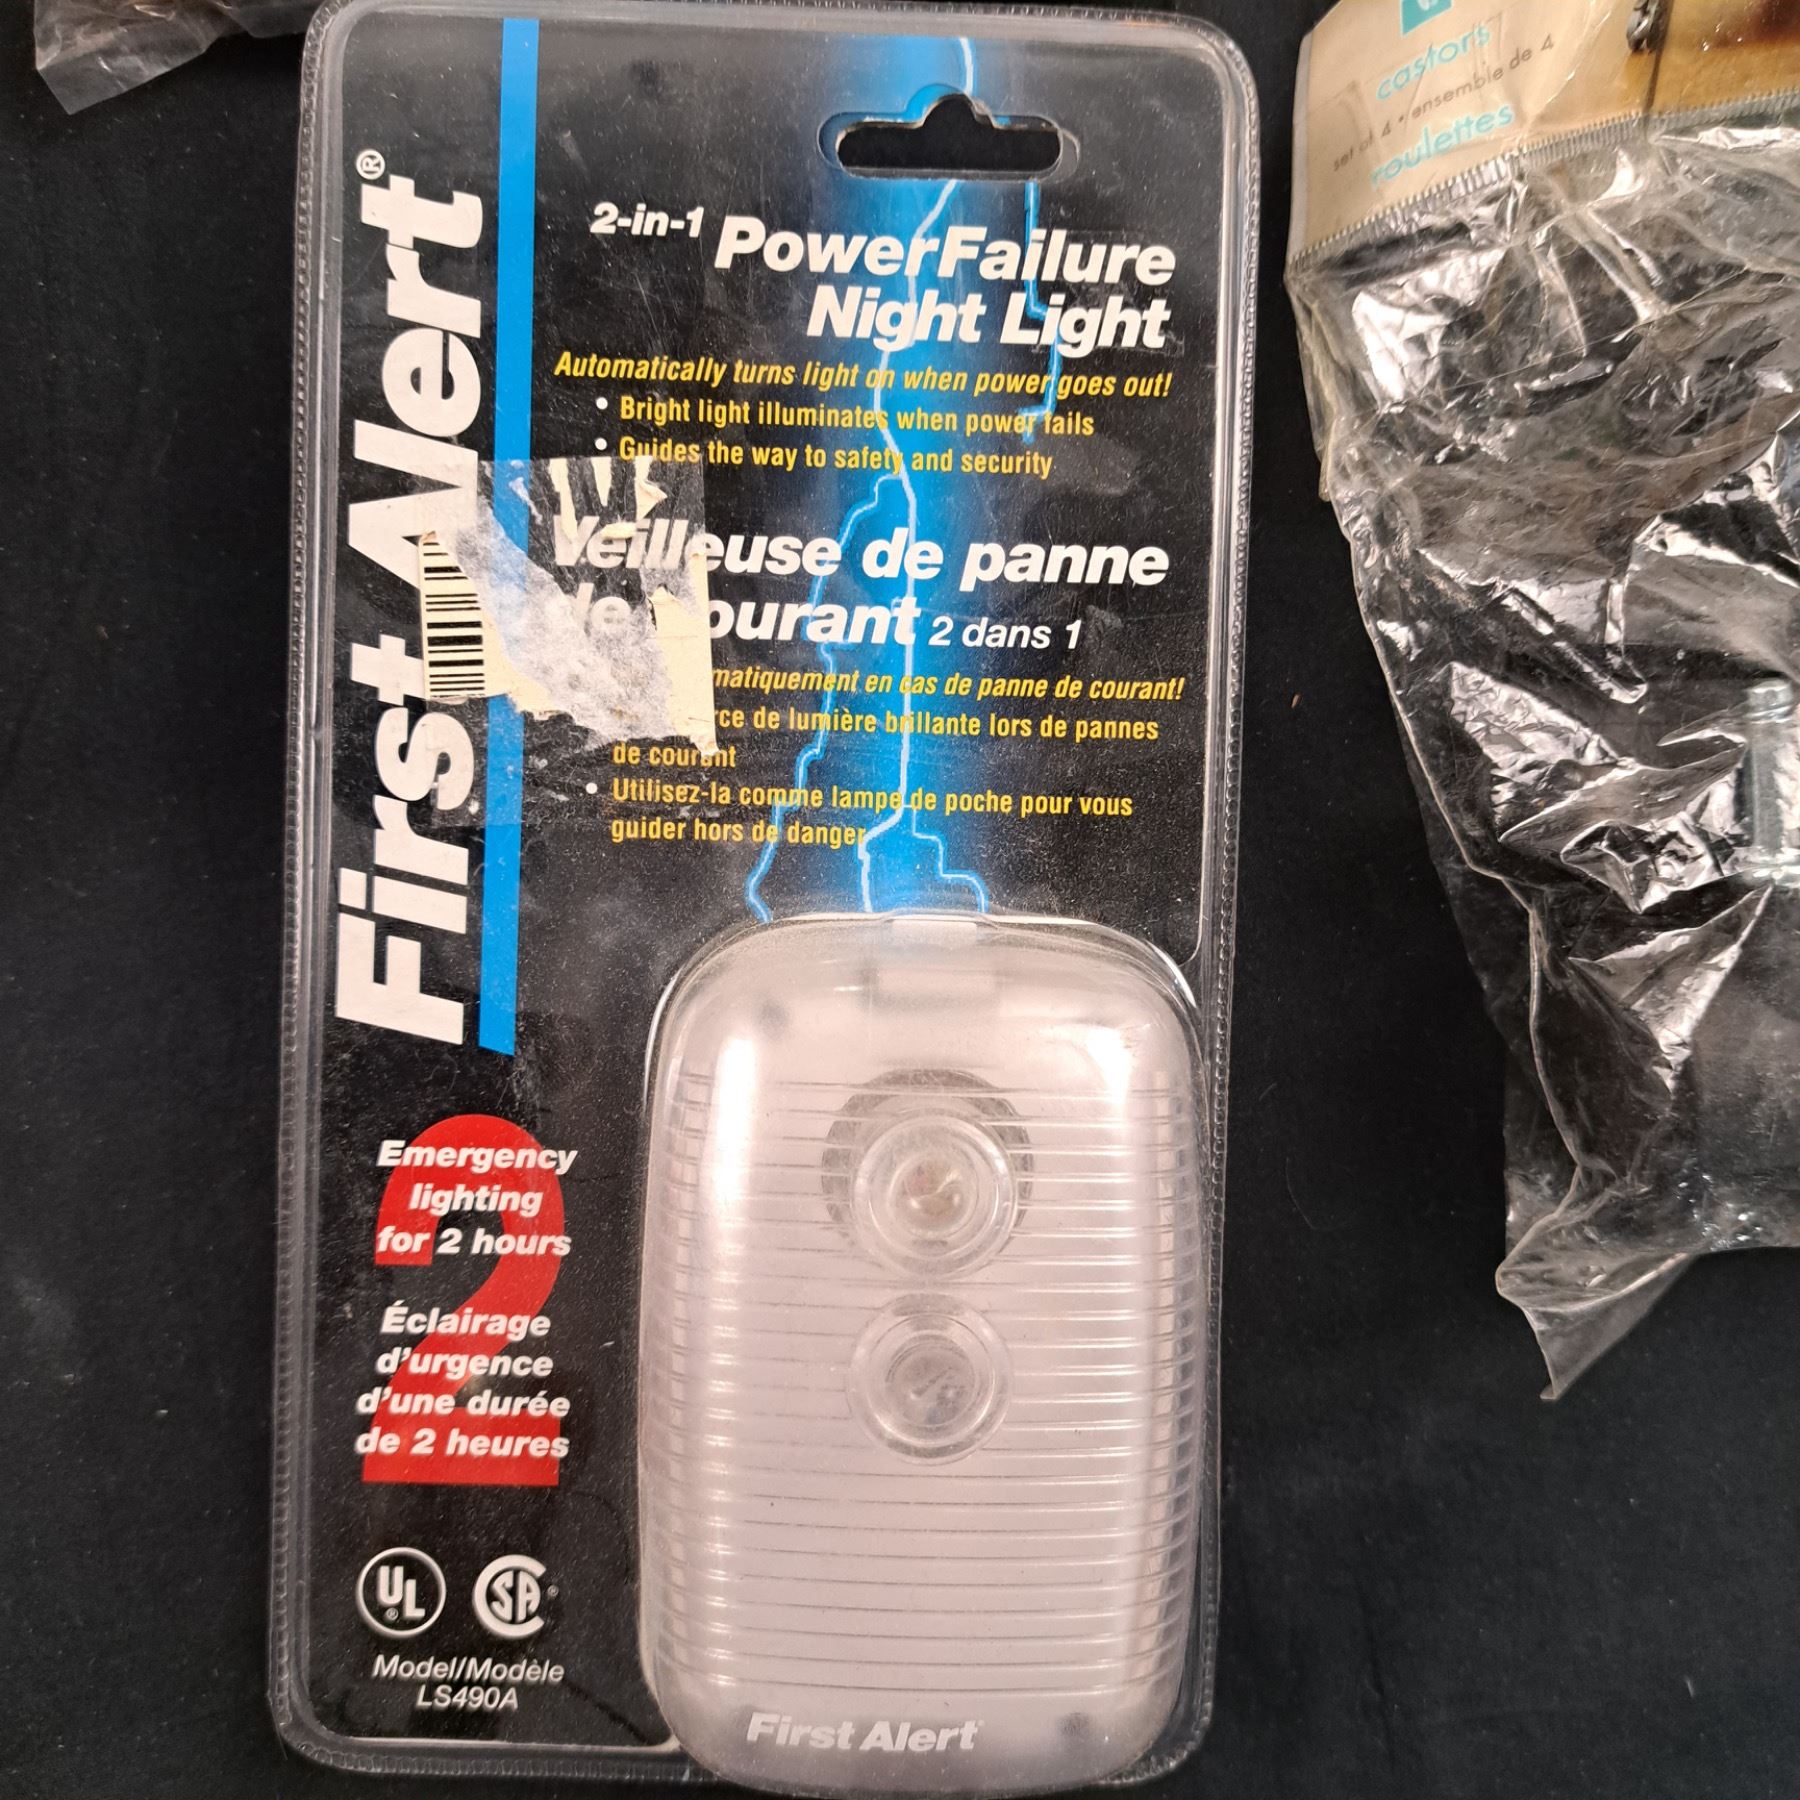 First Alert®
2-in-1 PowerFailure
Night Light
Automatically turns light on when power goes out!
• Bright light illuminates when power fails
• Guides the way to safety and security
Veilleuse de panne
de courant 2 dans 1
matiquement en cas de panne de courant!
rce de lumière brillante lors de pannes
de courant
• Utilisez-la comme lampe de poche pour vous
guider hors de danger
2
Emergency
lighting
for 2 hours
Éclairage
d'urgence
d'une durée
de 2 heures
UL®
CSA®
Model/Modèle
LS490A
First Alert
castors
set of 4 • ensemble de 4
roulettes